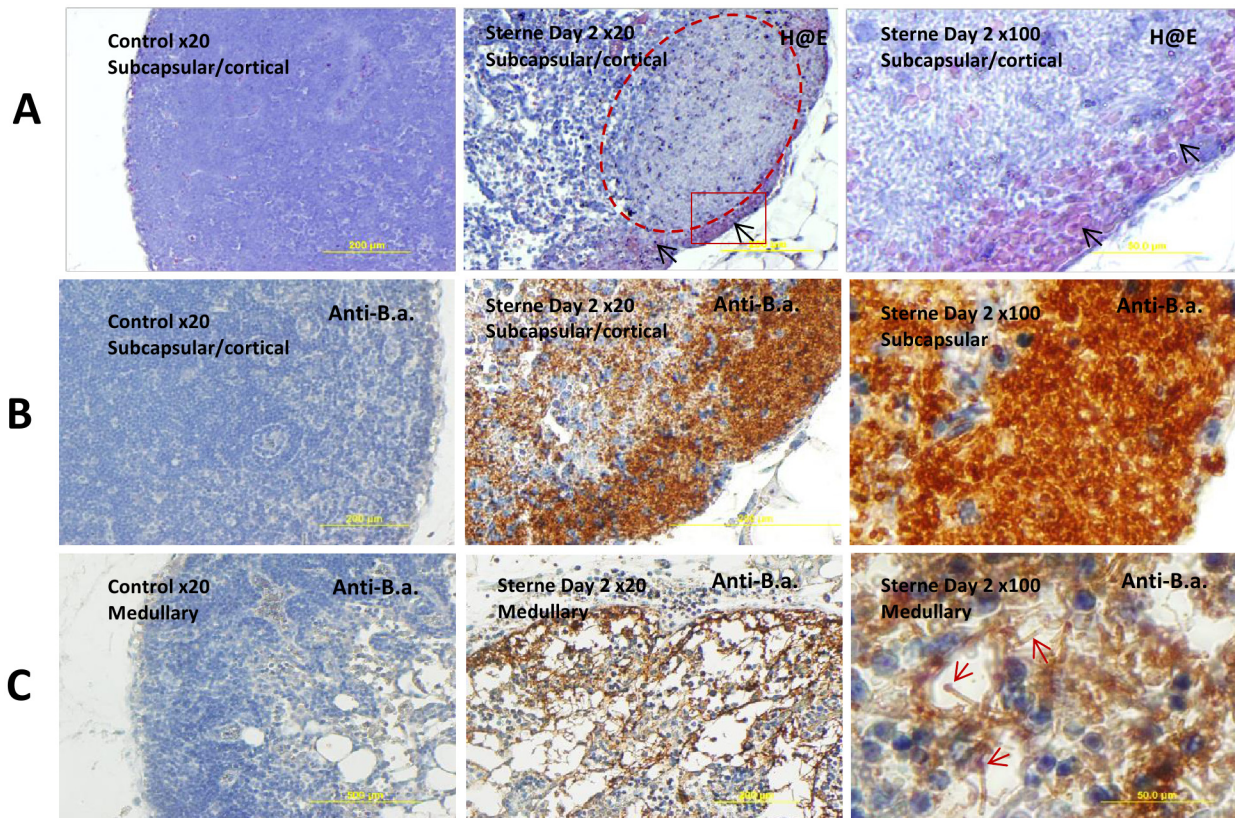 A
Control x20
Subcapsular/cortical
200 µm
Sterne Day 2 x20
Subcapsular/cortical
H@E
Sterne Day 2 x100
Subcapsular/cortical
H@E
50.0 µm
B
Control x20
Subcapsular/cortical
Anti-B.a.
200 µm
Sterne Day 2 x20
Subcapsular/cortical
Anti-B.a.
Sterne Day 2 x100
Subcapsular
Anti-B.a.
C
Control x20
Medullary
Anti-B.a.
500 µm
Sterne Day 2 x20
Medullary
Anti-B.a.
Sterne Day 2 x100
Medullary
Anti-B.a.
50.0 µm